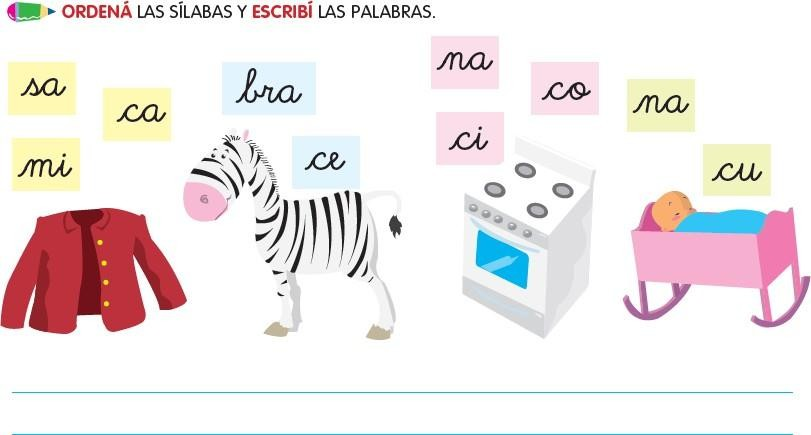 ORDENÁ LAS SÍLABAS Y ESCRIBÍ LAS PALABRAS.
sa
ca
mi
bra
ce
na
co
ci
na
cu